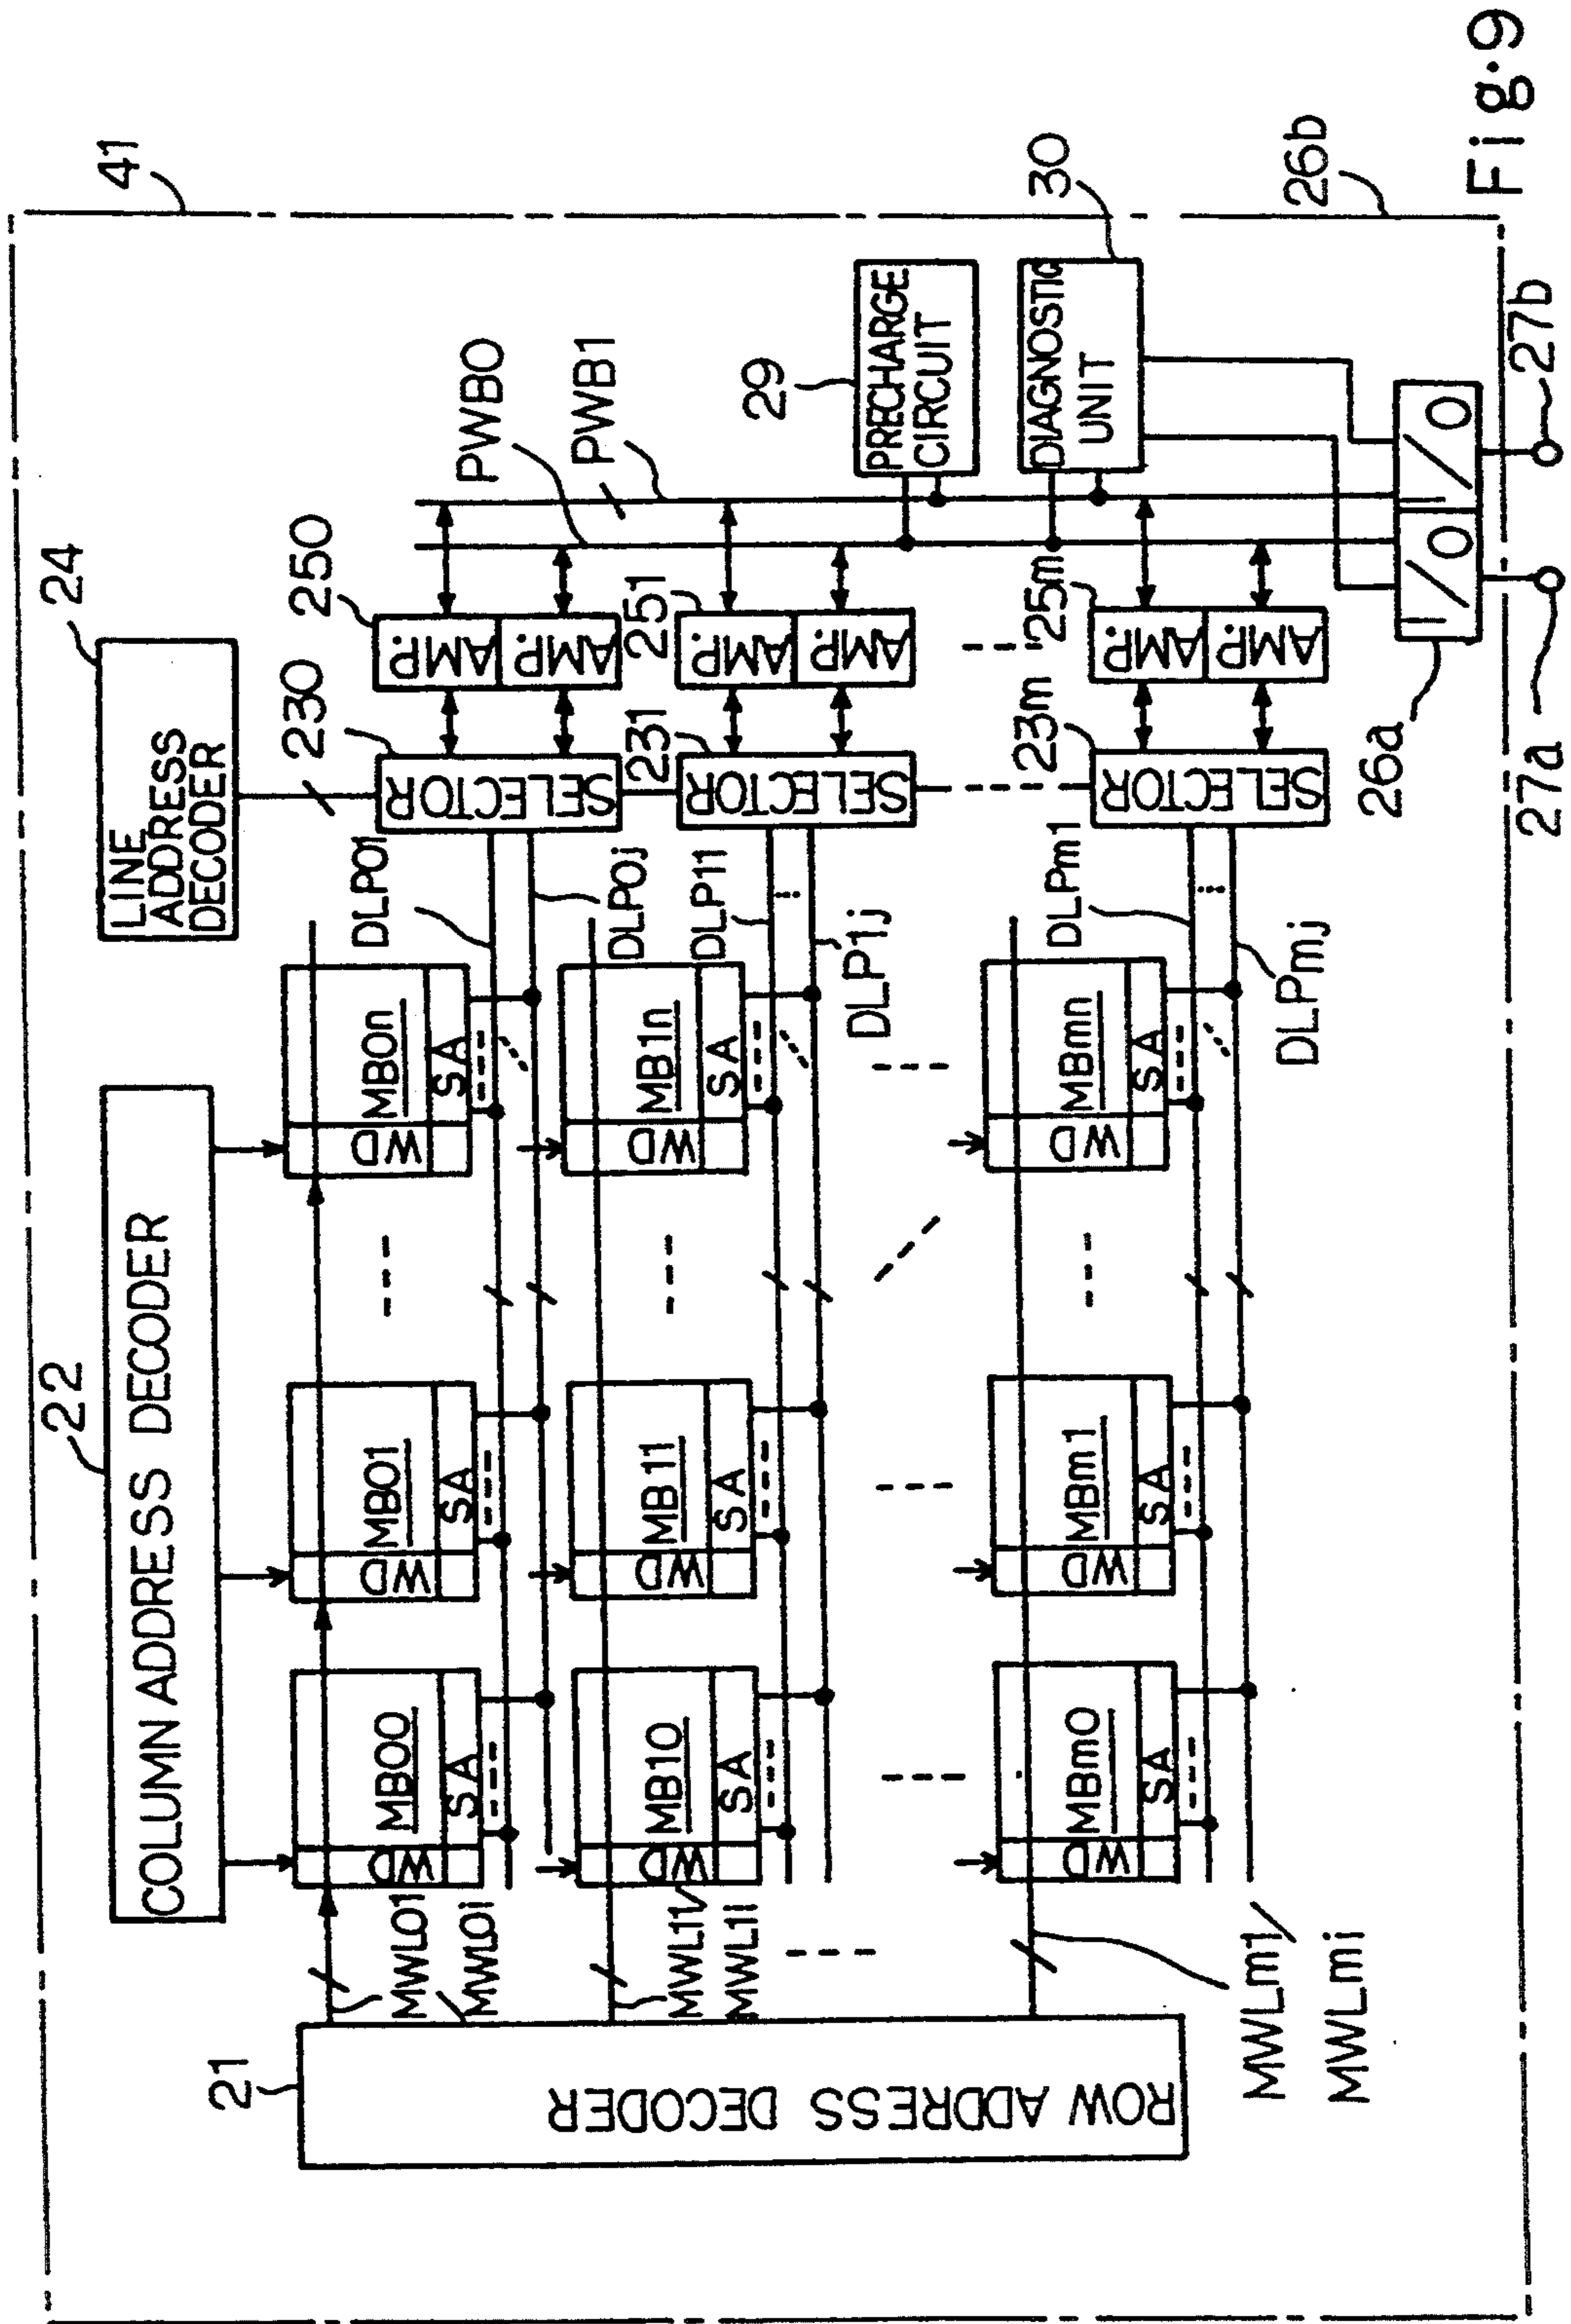 Fig.9
41
22
COLUMN ADDRESS DECODER
24
LINE
ADDRESS
DECODER
21
ROW ADDRESS DECODER
MWL01
MWL0i
WD
MB00
SA
WD
MB01
SA
WD
MB0n
SA
DLP01
DLP0j
230
SELECTOR
250
AMP.
AMP.
PWB0
PWB1
MWL11
MWL1i
WD
MB10
SA
WD
MB11
SA
WD
MB1n
SA
DLP11
DLP1j
231
SELECTOR
251
AMP.
AMP.
29
PRECHARGE
CIRCUIT
30
DIAGNOSTIC
UNIT
MWLm1
MWLmi
WD
MBm0
SA
WD
MBm1
SA
WD
MBmn
SA
DLPm1
DLPmj
23m
SELECTOR
25m
AMP.
AMP.
26a
I/O
I/O
26b
27a
27b